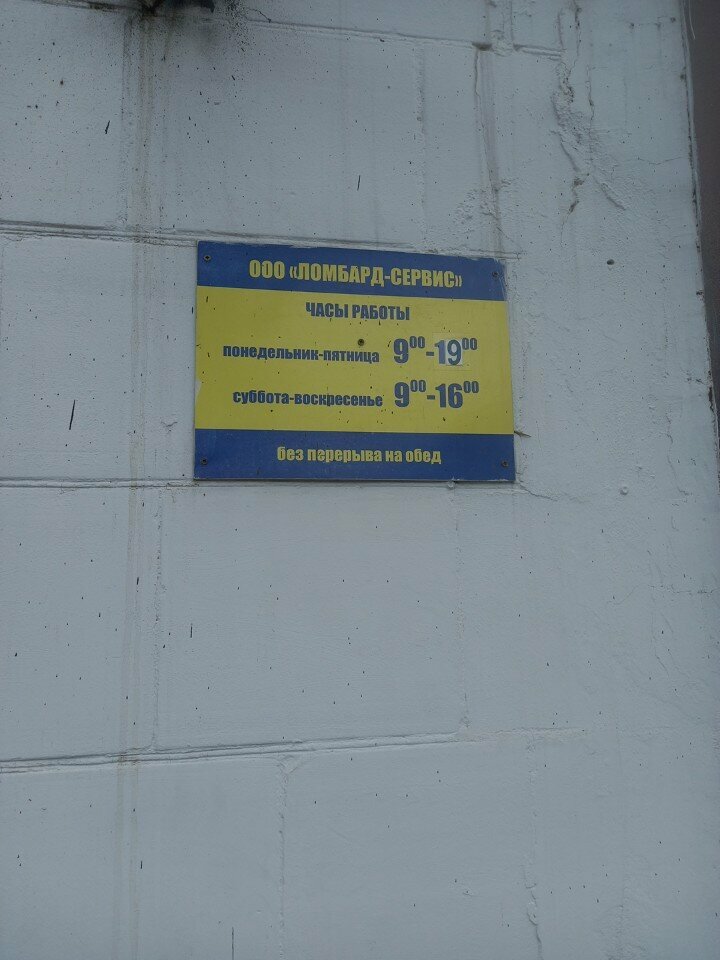 ООО «ЛОМБАРД-СЕРВИС»
ЧАСЫ РАБОТЫ
понедельник-пятница 9⁰⁰-19⁰⁰
суббота-воскресенье 9⁰⁰-16⁰⁰
без перерыва на обед